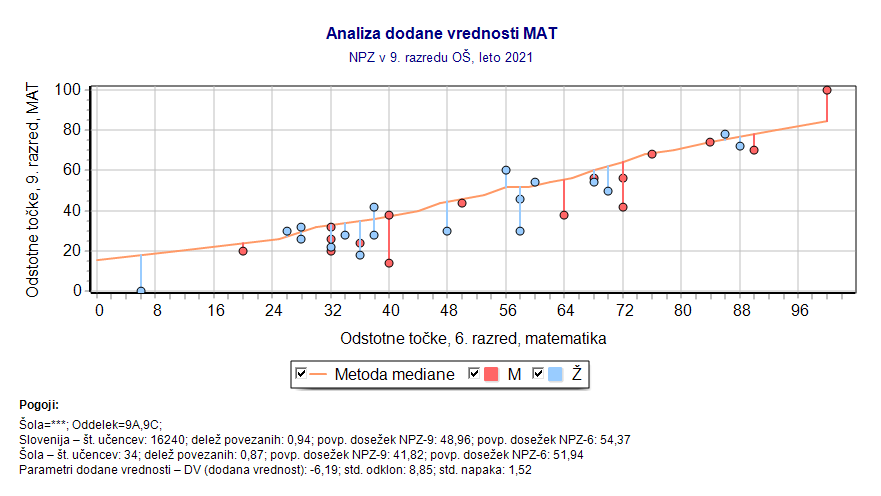 Analiza dodane vrednosti MAT
NPZ v 9. razredu OŠ, leto 2021
Odstotne točke, 9. razred, MAT
100
80
60
40
20
0
0 8 16 24 32 40 48 56 64 72 80 88 96
Odstotne točke, 6. razred, matematika
Metoda mediane M Ž
Pogoji:
Šola=***; Oddelek=9A,9C;
Slovenija – št. učencev: 16240; delež povezanih: 0,94; povp. dosežek NPZ-9: 48,96; povp. dosežek NPZ-6: 54,37
Šola – št. učencev: 34; delež povezanih: 0,87; povp. dosežek NPZ-9: 41,82; povp. dosežek NPZ-6: 51,94
Parametri dodane vrednosti – DV (dodana vrednost): -6,19; std. odklon: 8,85; std. napaka: 1,52